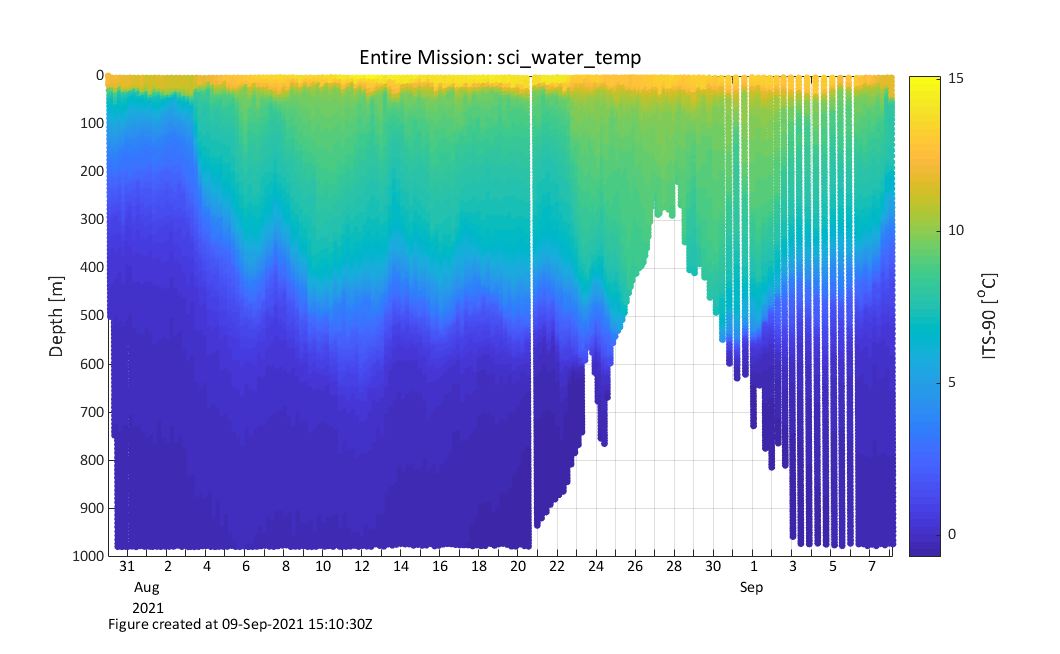 Entire Mission: sci_water_temp
0
100
200
300
400
500
600
700
800
900
1000
Depth [m]
31 2 4 6 8 10 12 14 16 18 20 22 24 26 28 30 1 3 5 7
Aug Sep
2021
15
10
5
0
ITS-90 [°C]
Figure created at 09-Sep-2021 15:10:30Z